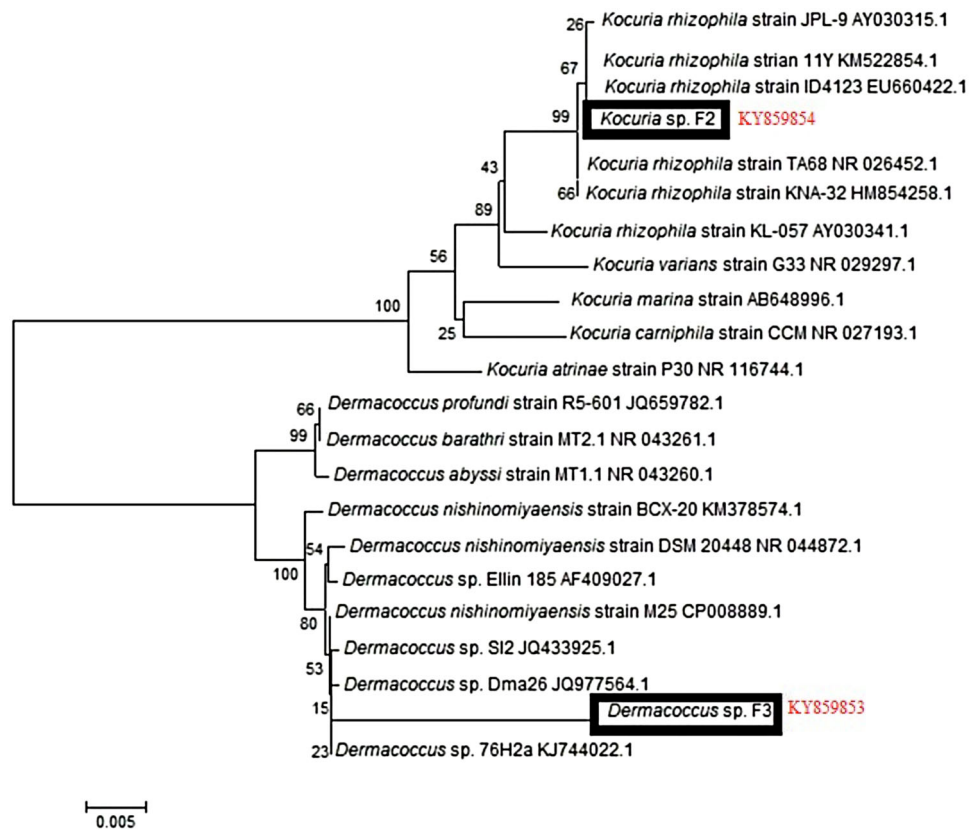 26 Kocuria rhizophila strain JPL-9 AY030315.1
Kocuria rhizophila strian 11Y KM522854.1
67
Kocuria rhizophila strain ID4123 EU660422.1
99 Kocuria sp. F2 KY859854
Kocuria rhizophila strain TA68 NR 026452.1
43
66 Kocuria rhizophila strain KNA-32 HM854258.1
89
Kocuria rhizophila strain KL-057 AY030341.1
56
Kocuria varians strain G33 NR 029297.1
100
Kocuria marina strain AB648996.1
25 Kocuria carniphila strain CCM NR 027193.1
Kocuria atrinae strain P30 NR 116744.1
66 Dermacoccus profundi strain R5-601 JQ659782.1
99 Dermacoccus barathri strain MT2.1 NR 043261.1
Dermacoccus abyssi strain MT1.1 NR 043260.1
Dermacoccus nishinomiyaensis strain BCX-20 KM378574.1
54 Dermacoccus nishinomiyaensis strain DSM 20448 NR 044872.1
100 Dermacoccus sp. Ellin 185 AF409027.1
Dermacoccus nishinomiyaensis strain M25 CP008889.1
80
Dermacoccus sp. SI2 JQ433925.1
53
Dermacoccus sp. Dma26 JQ977564.1
15 Dermacoccus sp. F3 KY859853
23 Dermacoccus sp. 76H2a KJ744022.1
0.005